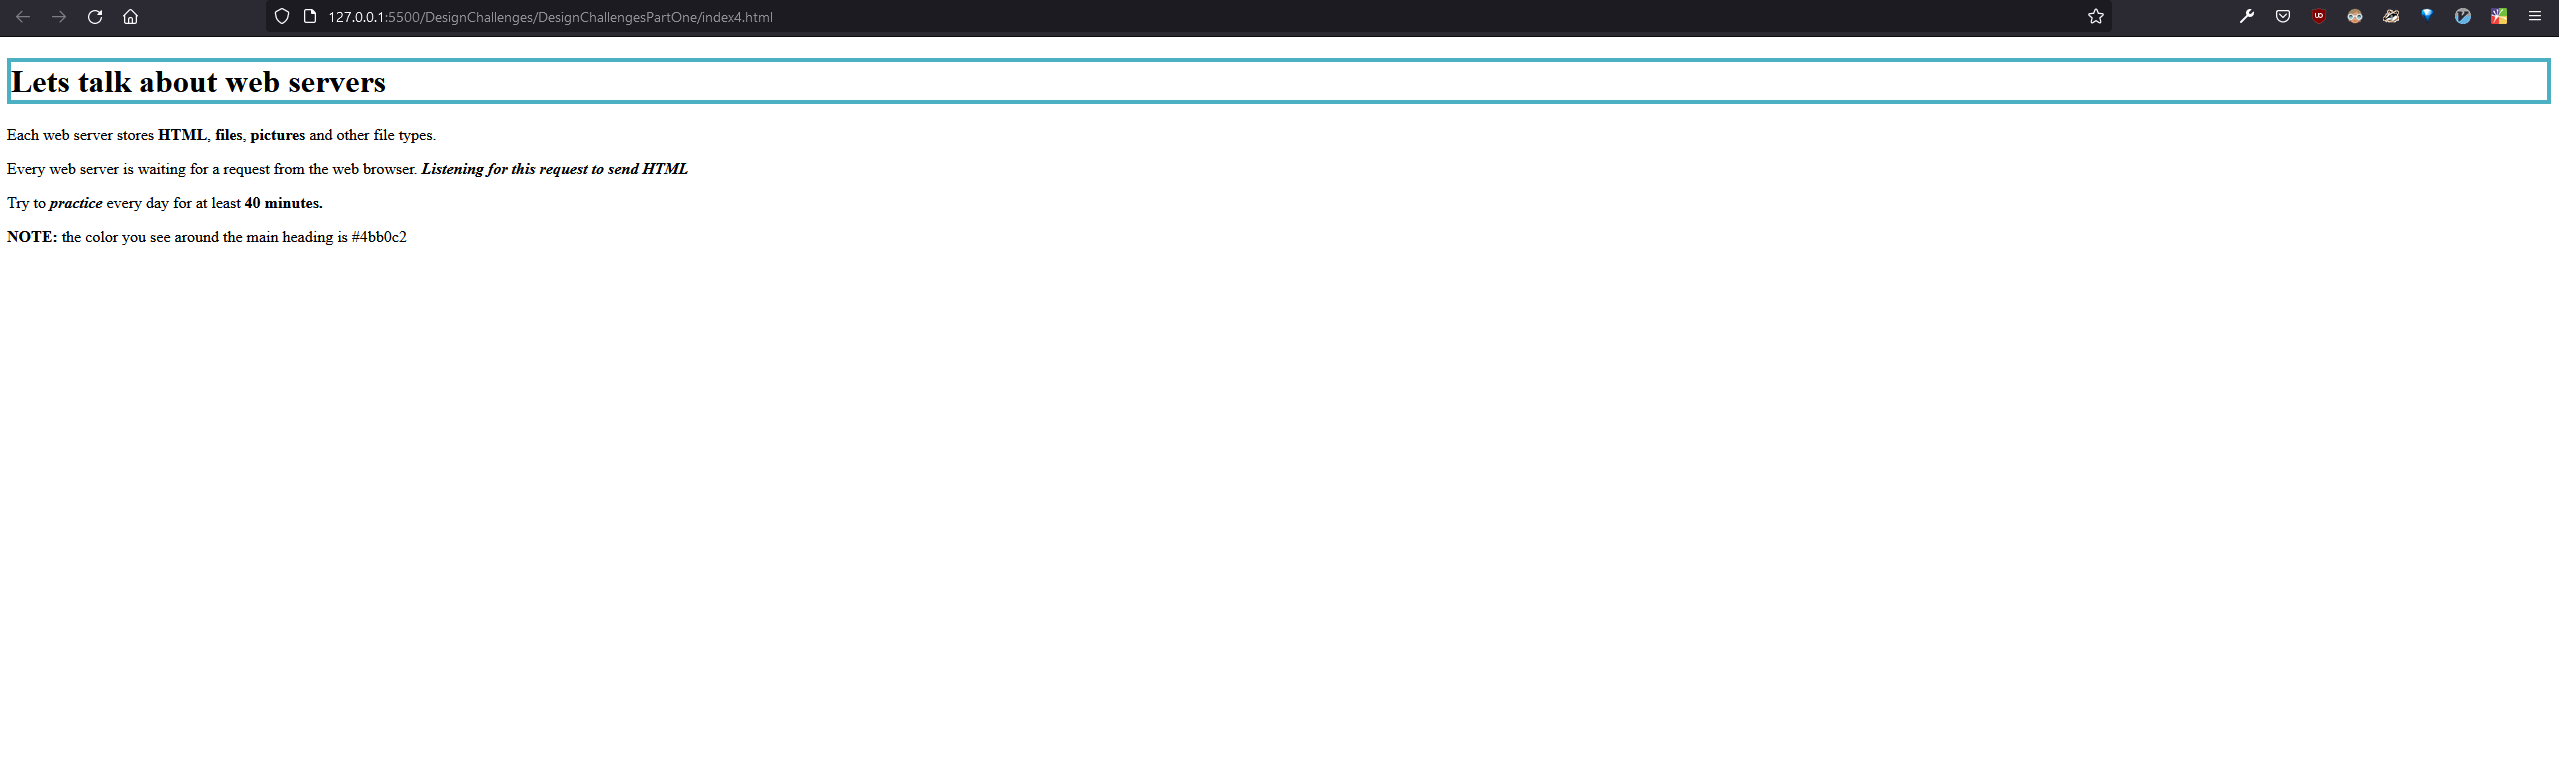 127.0.0.1:5500/DesignChallenges/DesignChallengesPartOne/index4.html
Lets talk about web servers
Each web server stores HTML, files, pictures and other file types.
Every web server is waiting for a request from the web browser. Listening for this request to send HTML
Try to practice every day for at least 40 minutes.
NOTE: the color you see around the main heading is #4bb0c2